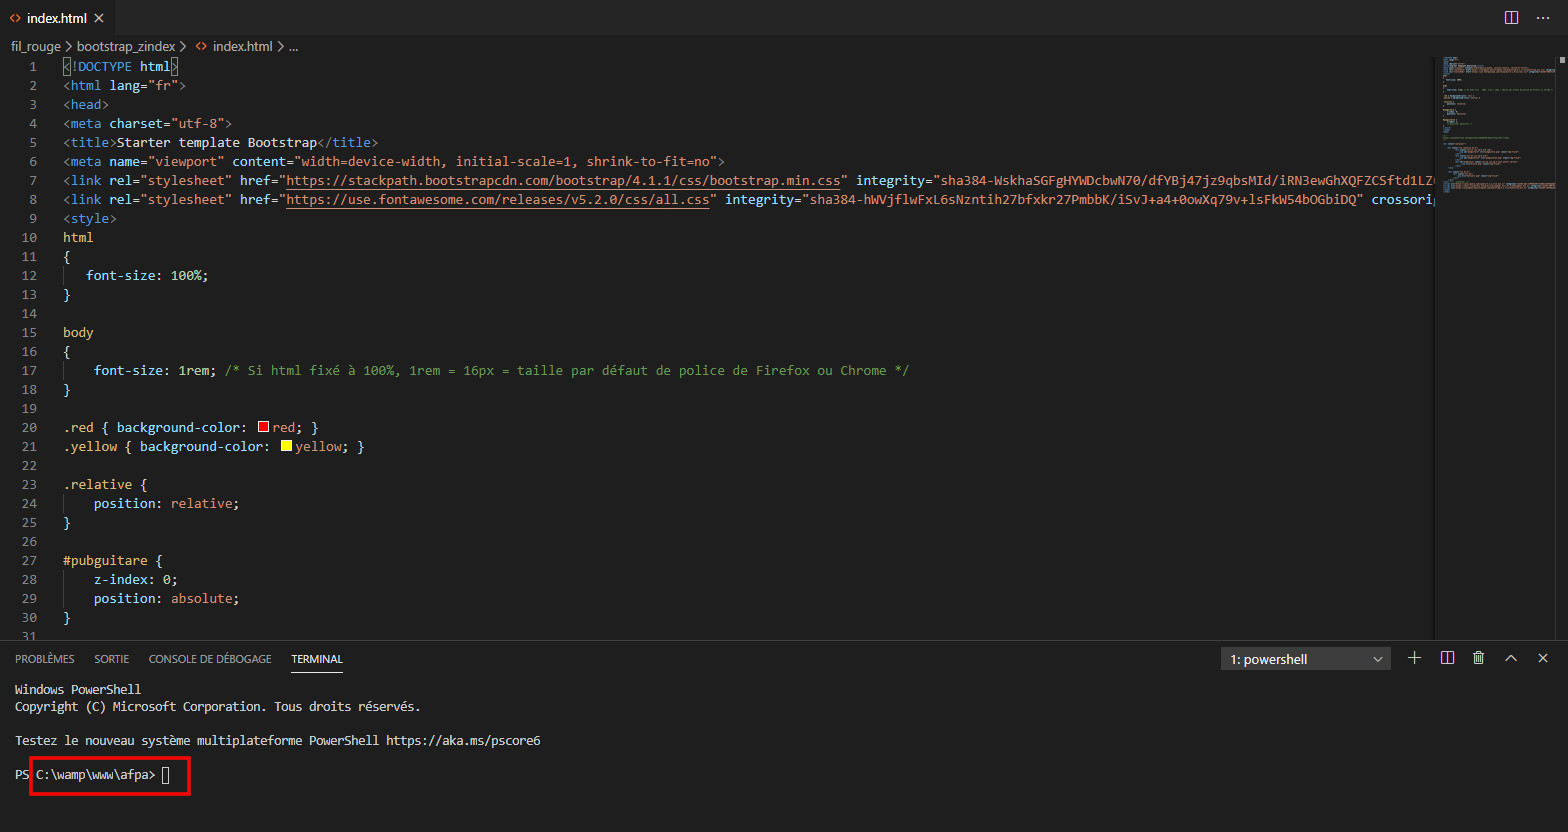 index.html
fil_rouge > bootstrap_zindex > index.html > ...
1 <!DOCTYPE html>
2 <html lang="fr">
3 <head>
4 <meta charset="utf-8">
5 <title>Starter template Bootstrap</title>
6 <meta name="viewport" content="width=device-width, initial-scale=1, shrink-to-fit=no">
7 <link rel="stylesheet" href="https://stackpath.bootstrapcdn.com/bootstrap/4.1.1/css/bootstrap.min.css" integrity="sha384-WskhaSGFgHYWDcbwN70/dfYBj47jz9qbsMId/iRN3ewGhXQFZCSftd1LZ
8 <link rel="stylesheet" href="https://use.fontawesome.com/releases/v5.2.0/css/all.css" integrity="sha384-hWVjflwFxL6sNzntih27bfxkr27PmbbK/iSvJ+a4+0owXq79v+lsFkW54bOGbiDQ" crossorig
9 <style>
10 html
11 {
12 font-size: 100%;
13 }
14
15 body
16 {
17 font-size: 1rem; /* Si html fixé à 100%, 1rem = 16px = taille par défaut de police de Firefox ou Chrome */
18 }
19
20 .red { background-color: red; }
21 .yellow { background-color: yellow; }
22
23 .relative {
24 position: relative;
25 }
26
27 #pubguitare {
28 z-index: 0;
29 position: absolute;
30 }
31
PROBLÈMES SORTIE CONSOLE DE DÉBOGAGE TERMINAL 1: powershell
Windows PowerShell
Copyright (C) Microsoft Corporation. Tous droits réservés.
Testez le nouveau système multiplateforme PowerShell https://aka.ms/pscore6
PS C:\wamp\www\afpa>